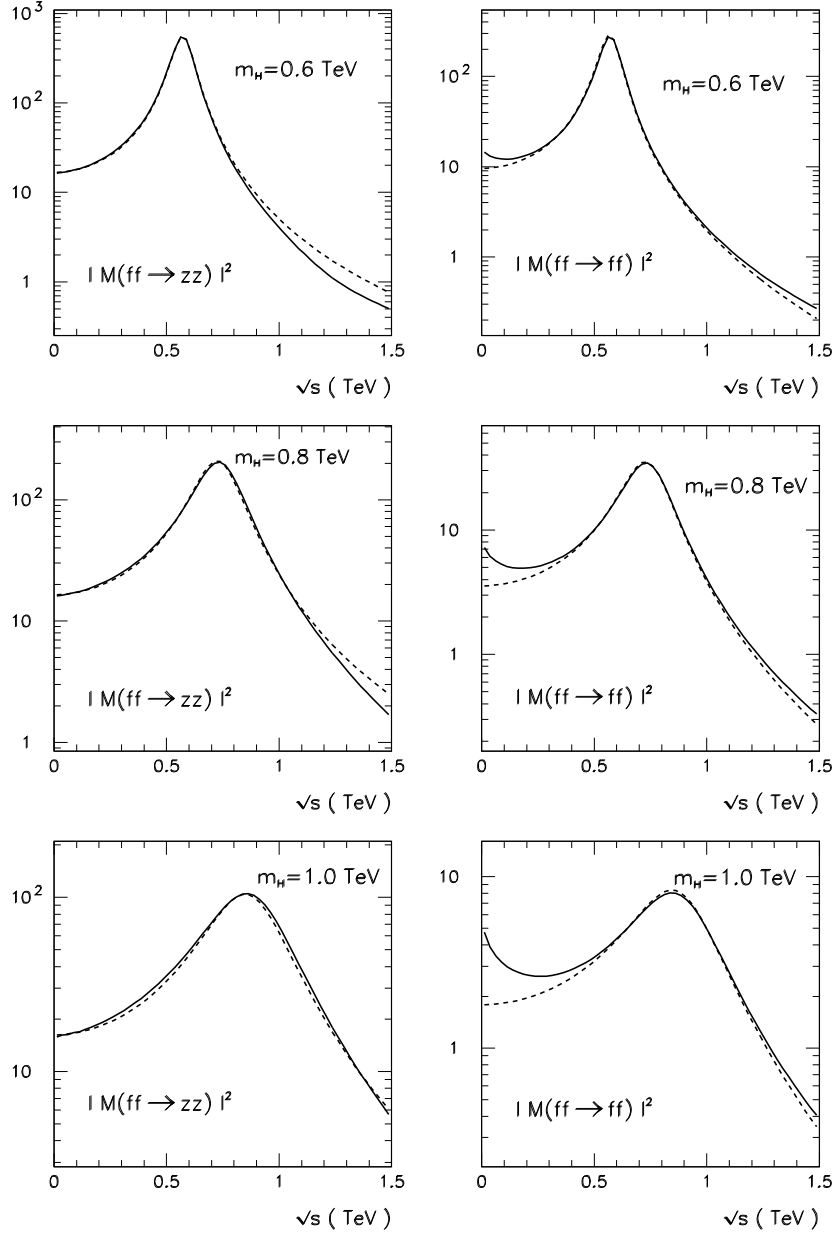 10³
10²
10
1
m_H=0.6 TeV
| M(ff → zz) |²
0 0.5 1 1.5
√s ( TeV )
10²
10
1
m_H=0.6 TeV
| M(ff → ff) |²
0 0.5 1 1.5
√s ( TeV )
10²
10
1
m_H=0.8 TeV
| M(ff → zz) |²
0 0.5 1 1.5
√s ( TeV )
10
1
m_H=0.8 TeV
| M(ff → ff) |²
0 0.5 1 1.5
√s ( TeV )
10²
10
m_H=1.0 TeV
| M(ff → zz) |²
0 0.5 1 1.5
√s ( TeV )
10
1
m_H=1.0 TeV
| M(ff → ff) |²
0 0.5 1 1.5
√s ( TeV )